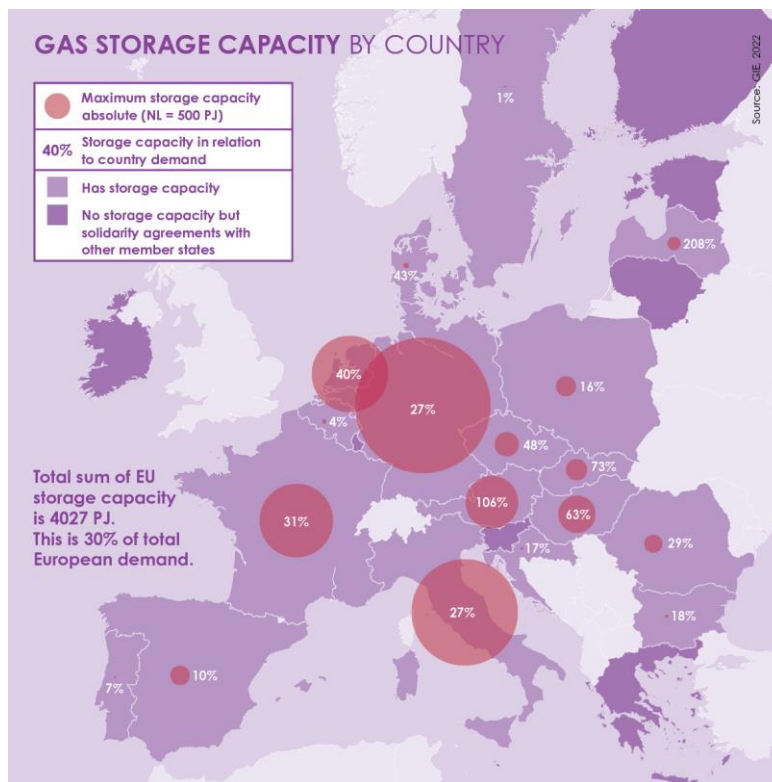 GAS STORAGE CAPACITY BY COUNTRY
Source: GIE, 2022
Maximum storage capacity
absolute (NL = 500 PJ)
40%
Storage capacity in relation
to country demand
Has storage capacity
No storage capacity but
solidarity agreements with
other member states
1%
208%
43%
40%
27%
16%
4%
48%
73%
106%
63%
31%
17%
29%
27%
18%
10%
7%
Total sum of EU
storage capacity
is 4027 PJ.
This is 30% of total
European demand.